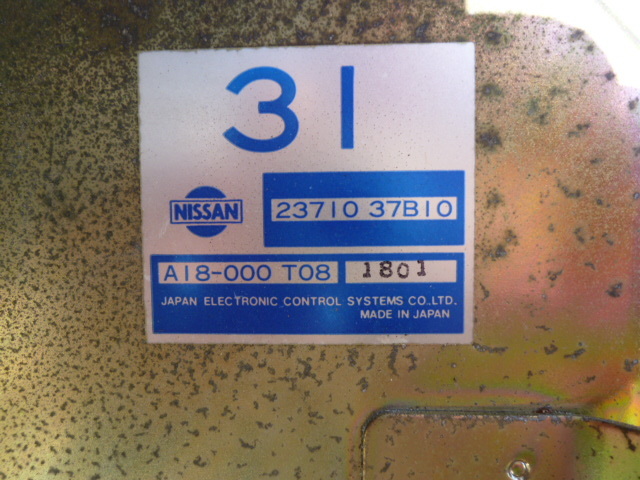 31
NISSAN
23710 37B10
A18-000 T08 1801
JAPAN ELECTRONIC CONTROL SYSTEMS CO.LTD.
MADE IN JAPAN